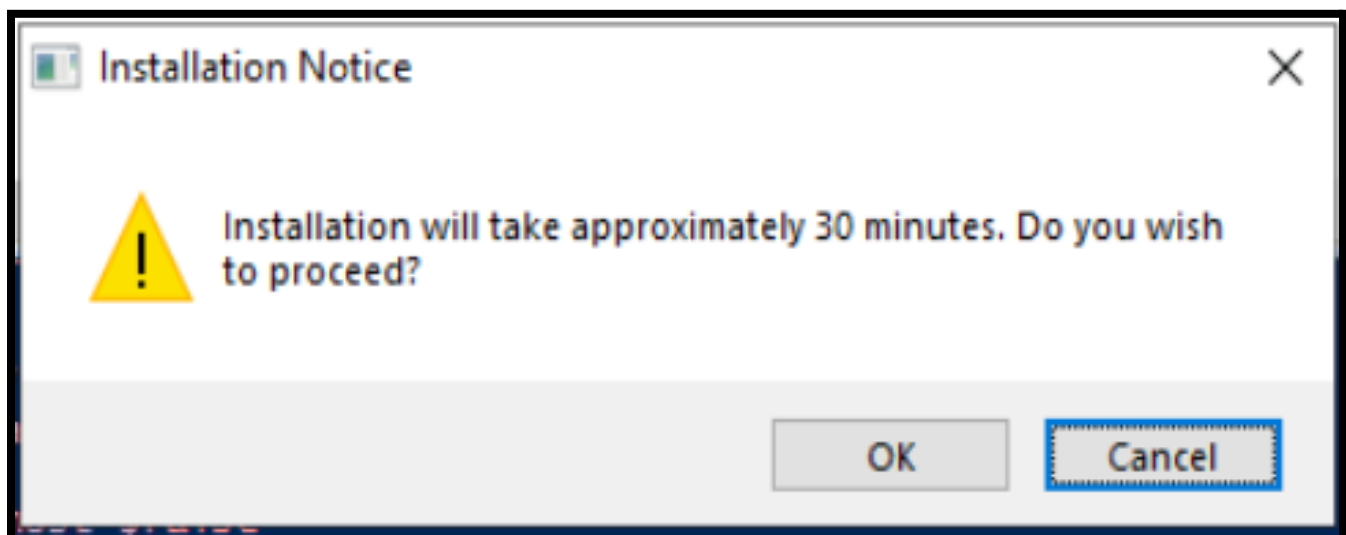 Installation Notice
Installation will take approximately 30 minutes. Do you wish
to proceed?
OK Cancel